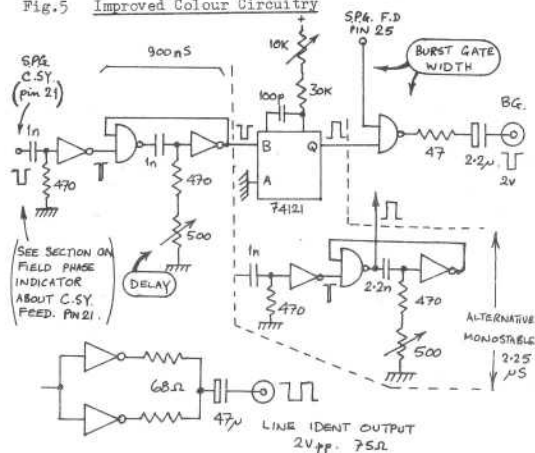 Fig.5 Improved Colour Circuitry
+
S.P.G. F.D
PIN 25
10K
900nS
BURST GATE
WIDTH
S.P.G.
C.SY.
(pin 21)
30K
100p
BG.
1n
1n
B
Q
47
2.2μ
2v
470
470
A
74121
500
1n
(SEE SECTION ON
FIELD PHASE
INDICATOR
ABOUT C.SY.
FEED. PIN 21.)
DELAY
2.2n
470
470
ALTERNATIVE
MONOSTABLE
2.25
μS
500
68Ω
47μ
LINE IDENT OUTPUT
2V pp. 75Ω